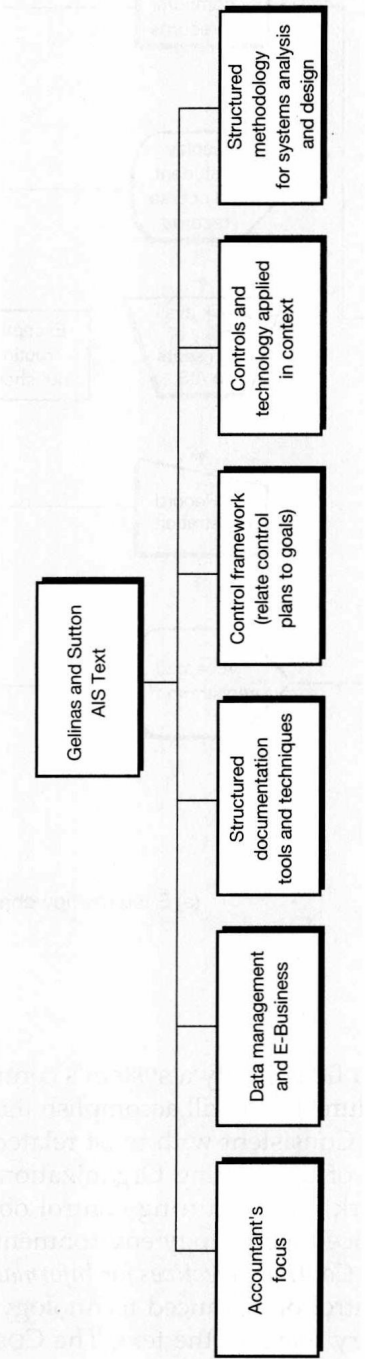 Gelinas and Sutton
AIS Text
Accountant's
focus
Data management
and E-Business
Structured
documentation
tools and techniques
Control framework
(relate control
plans to goals)
Controls and
technology applied
in context
Structured
methodology
for systems analysis
and design